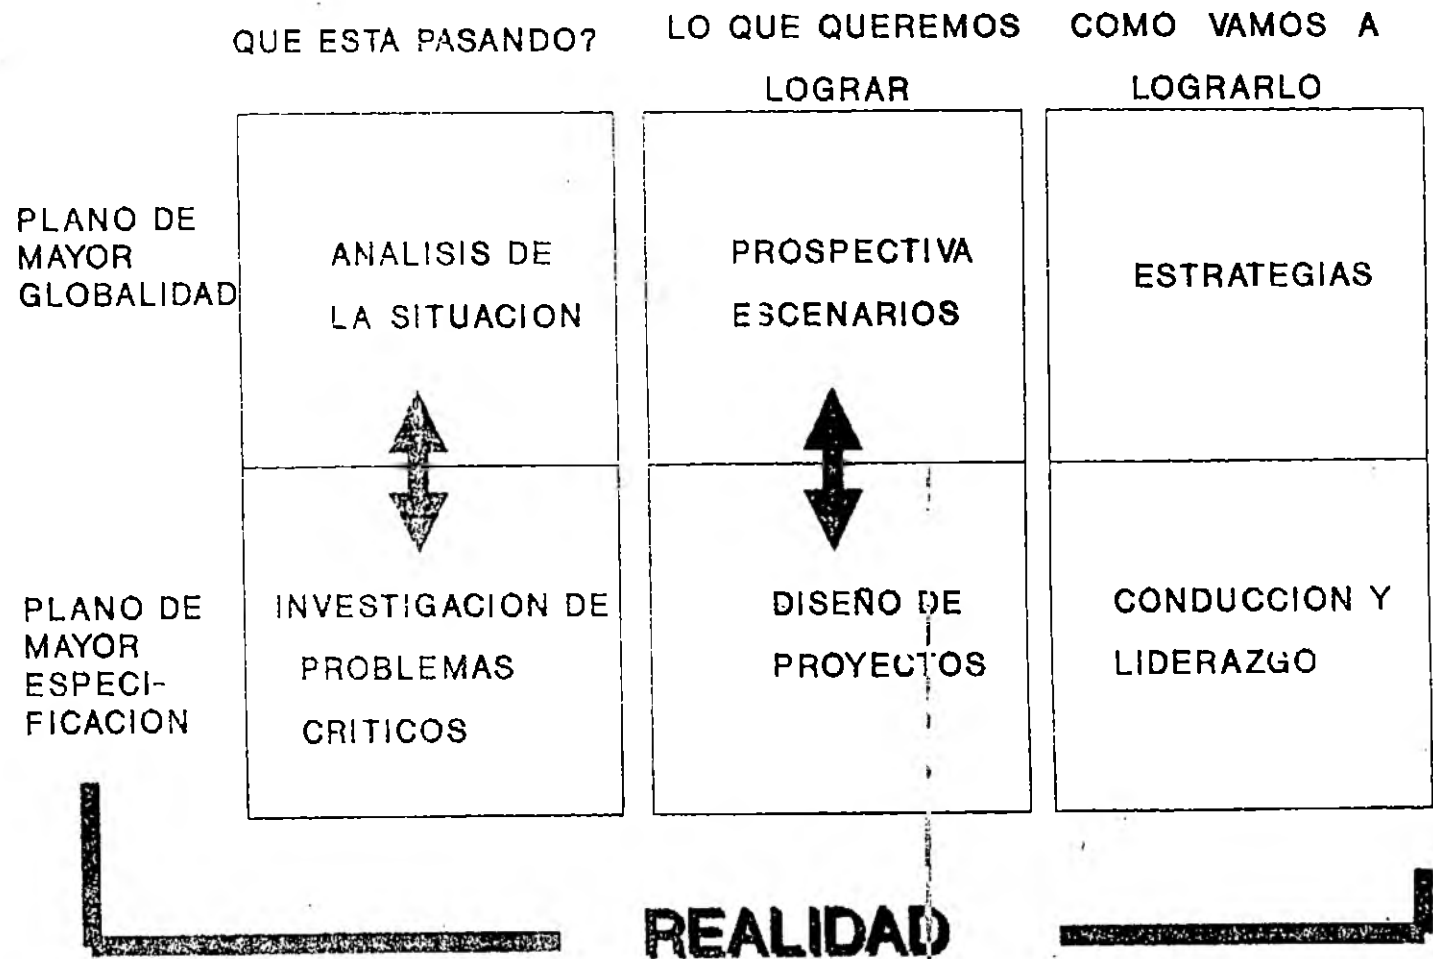 QUE ESTA PASANDO?
LO QUE QUEREMOS
LOGRAR
COMO VAMOS A
LOGRARLO
PLANO DE
MAYOR
GLOBALIDAD
ANALISIS DE
LA SITUACION
PROSPECTIVA
ESCENARIOS
ESTRATEGIAS
PLANO DE
MAYOR
ESPECI-
FICACION
INVESTIGACION DE
PROBLEMAS
CRITICOS
DISEÑO DE
PROYECTOS
CONDUCCION Y
LIDERAZGO
REALIDAD